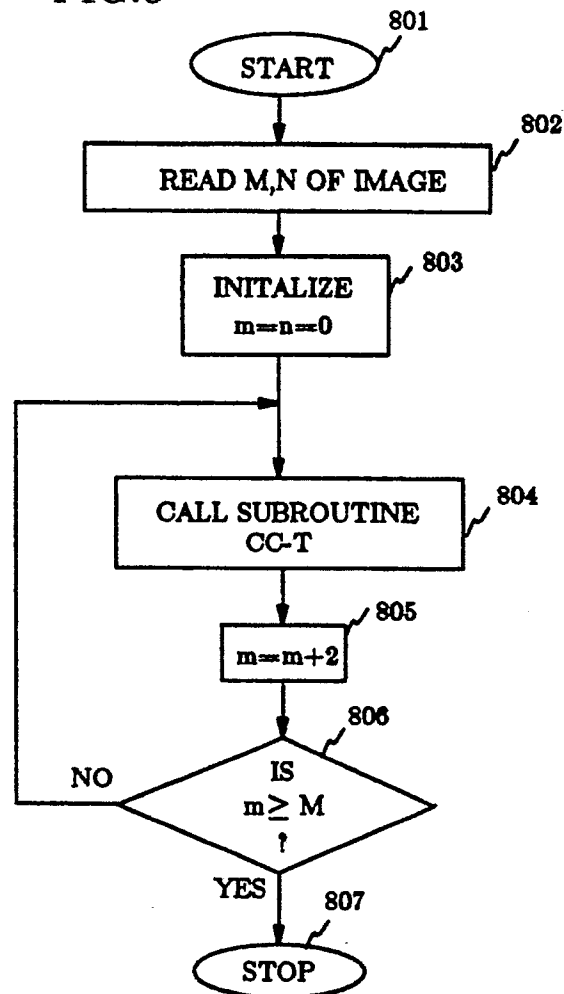 801
START
802
READ M,N OF IMAGE
803
INITALIZE
m=n=0
804
CALL SUBROUTINE
CC-T
805
m=m+2
806
IS
m≥ M
?
NO
YES
807
STOP